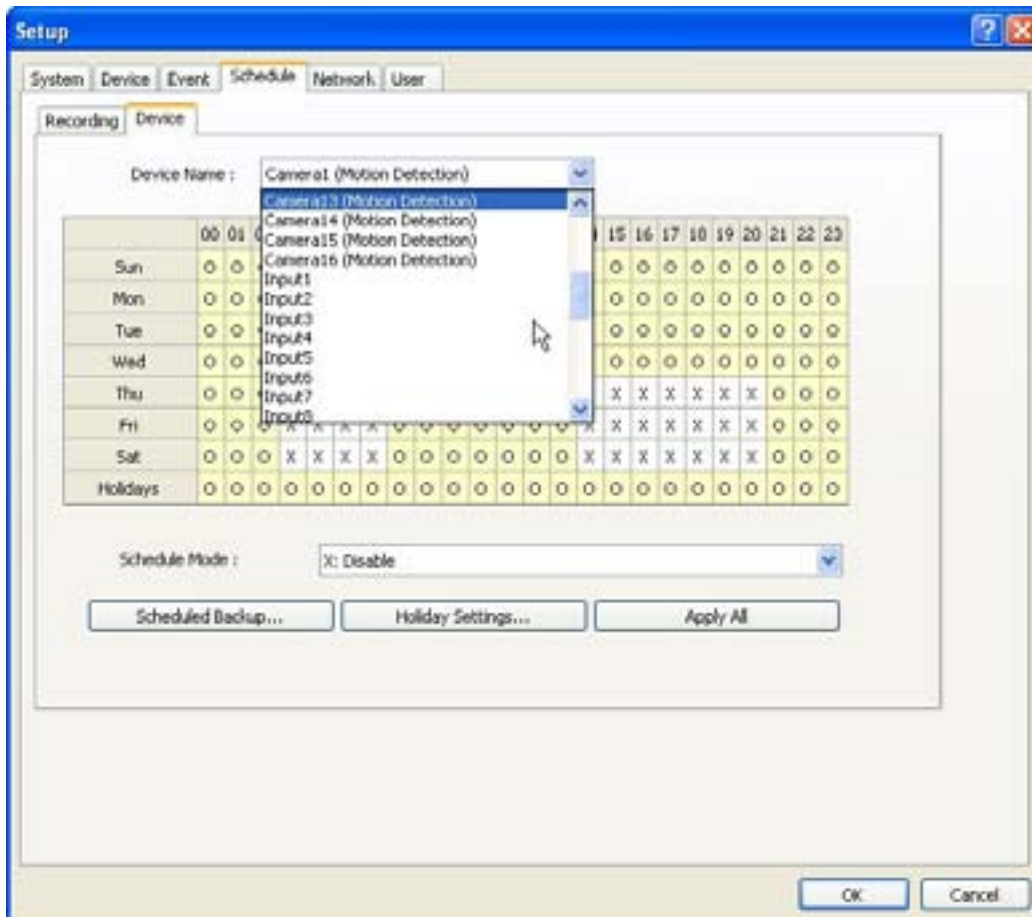 Setup
System Device Event Schedule Network User
Recording Device
Device Name : Camera1 (Motion Detection)
Camera13 (Motion Detection)
Camera14 (Motion Detection)
Camera15 (Motion Detection)
Camera16 (Motion Detection)
Input1
Input2
Input3
Input4
Input5
Input6
Input7
Input8
00 01 15 16 17 18 19 20 21 22 23
Sun O O O O O O O O O O O
Mon O O O O O O O O O O O
Tue O O O O O O O O O O O
Wed O O O O O O O O O O O
Thu O O X X X X X X O O O
Fri O O O X X X X O O O O O O O X X X X X X X O O O
Sat O O O X X X X O O O O O O O X X X X X X X O O O
Holidays O O O O O O O O O O O O O O O O O O O O O O O O
Schedule Mode : X: Disable
Scheduled Backup... Holiday Settings... Apply All
OK Cancel